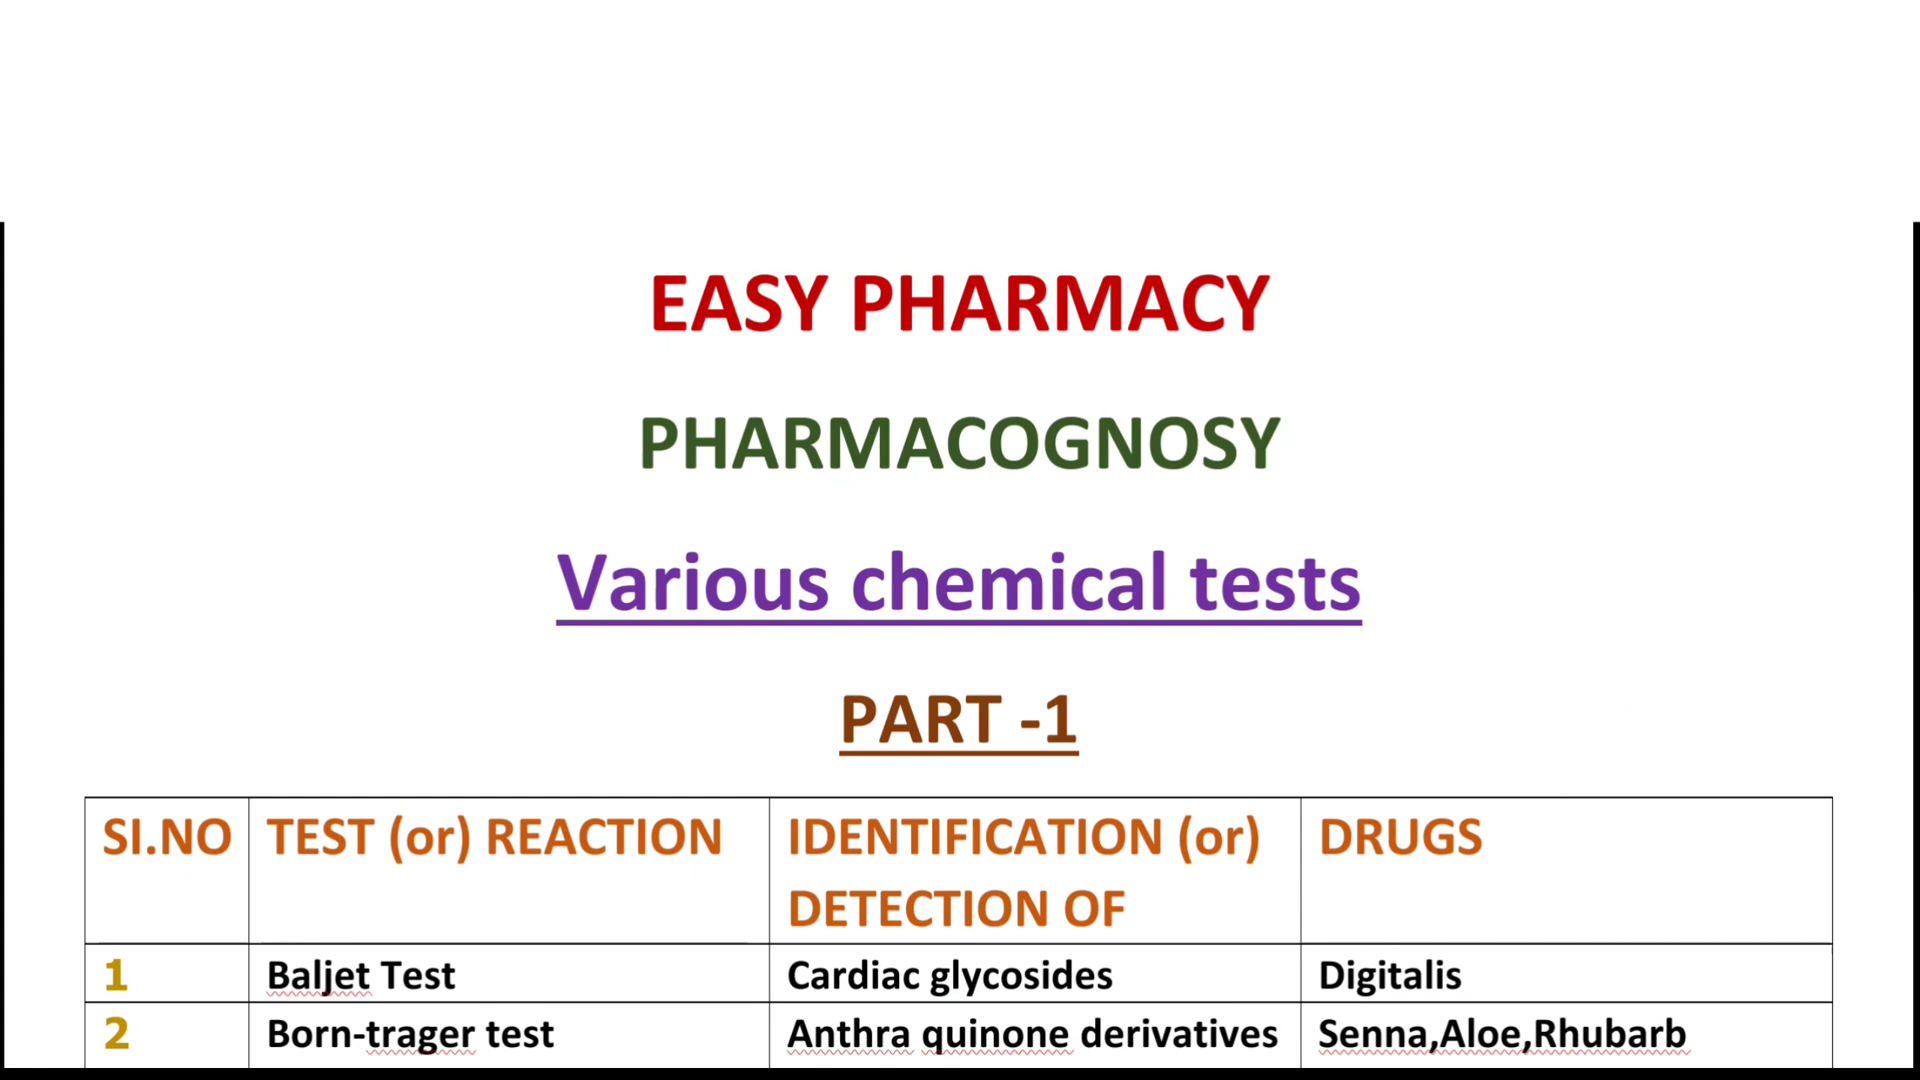 EASY PHARMACY
PHARMACOGNOSY
Various chemical tests
PART -1
SI.NO TEST (or) REACTION IDENTIFICATION (or) DRUGS
DETECTION OF
1 Baljet Test Cardiac glycosides Digitalis
2 Born-trager test Anthra quinone derivatives Senna,Aloe,Rhubarb